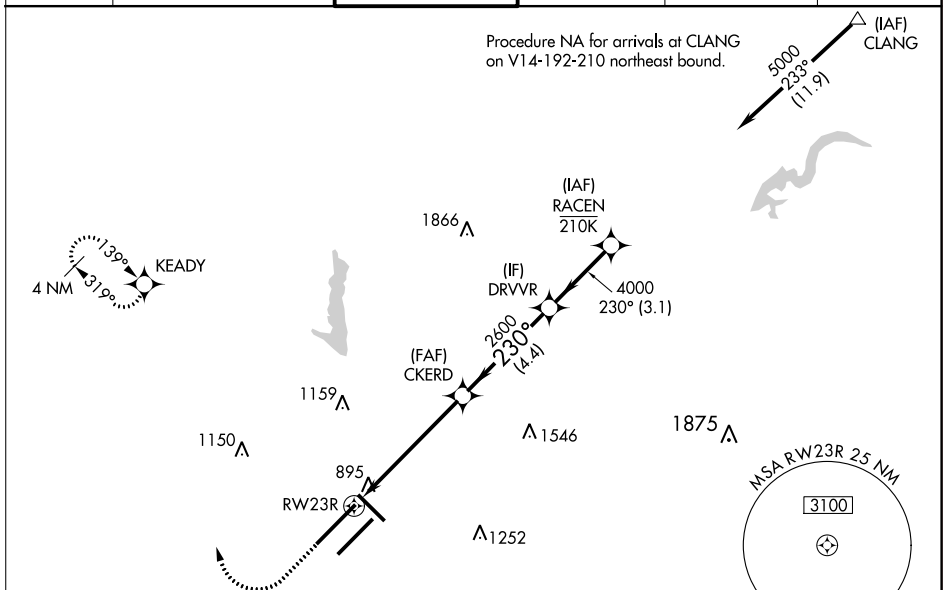 Procedure NA for arrivals at CLANG
on V14-192-210 northeast bound.
(IAF)
CLANG
5000
233°
(11.9)
(IAF)
RACEN
210K
1866
139°
KEADY
4 NM
319°
(IF)
DRVVR
4000
230° (3.1)
2600
230°
(4.4)
(FAF)
CKERD
1159
1150
1546
1875
895
RW23R
1252
MSA RW23R 25 NM
3100